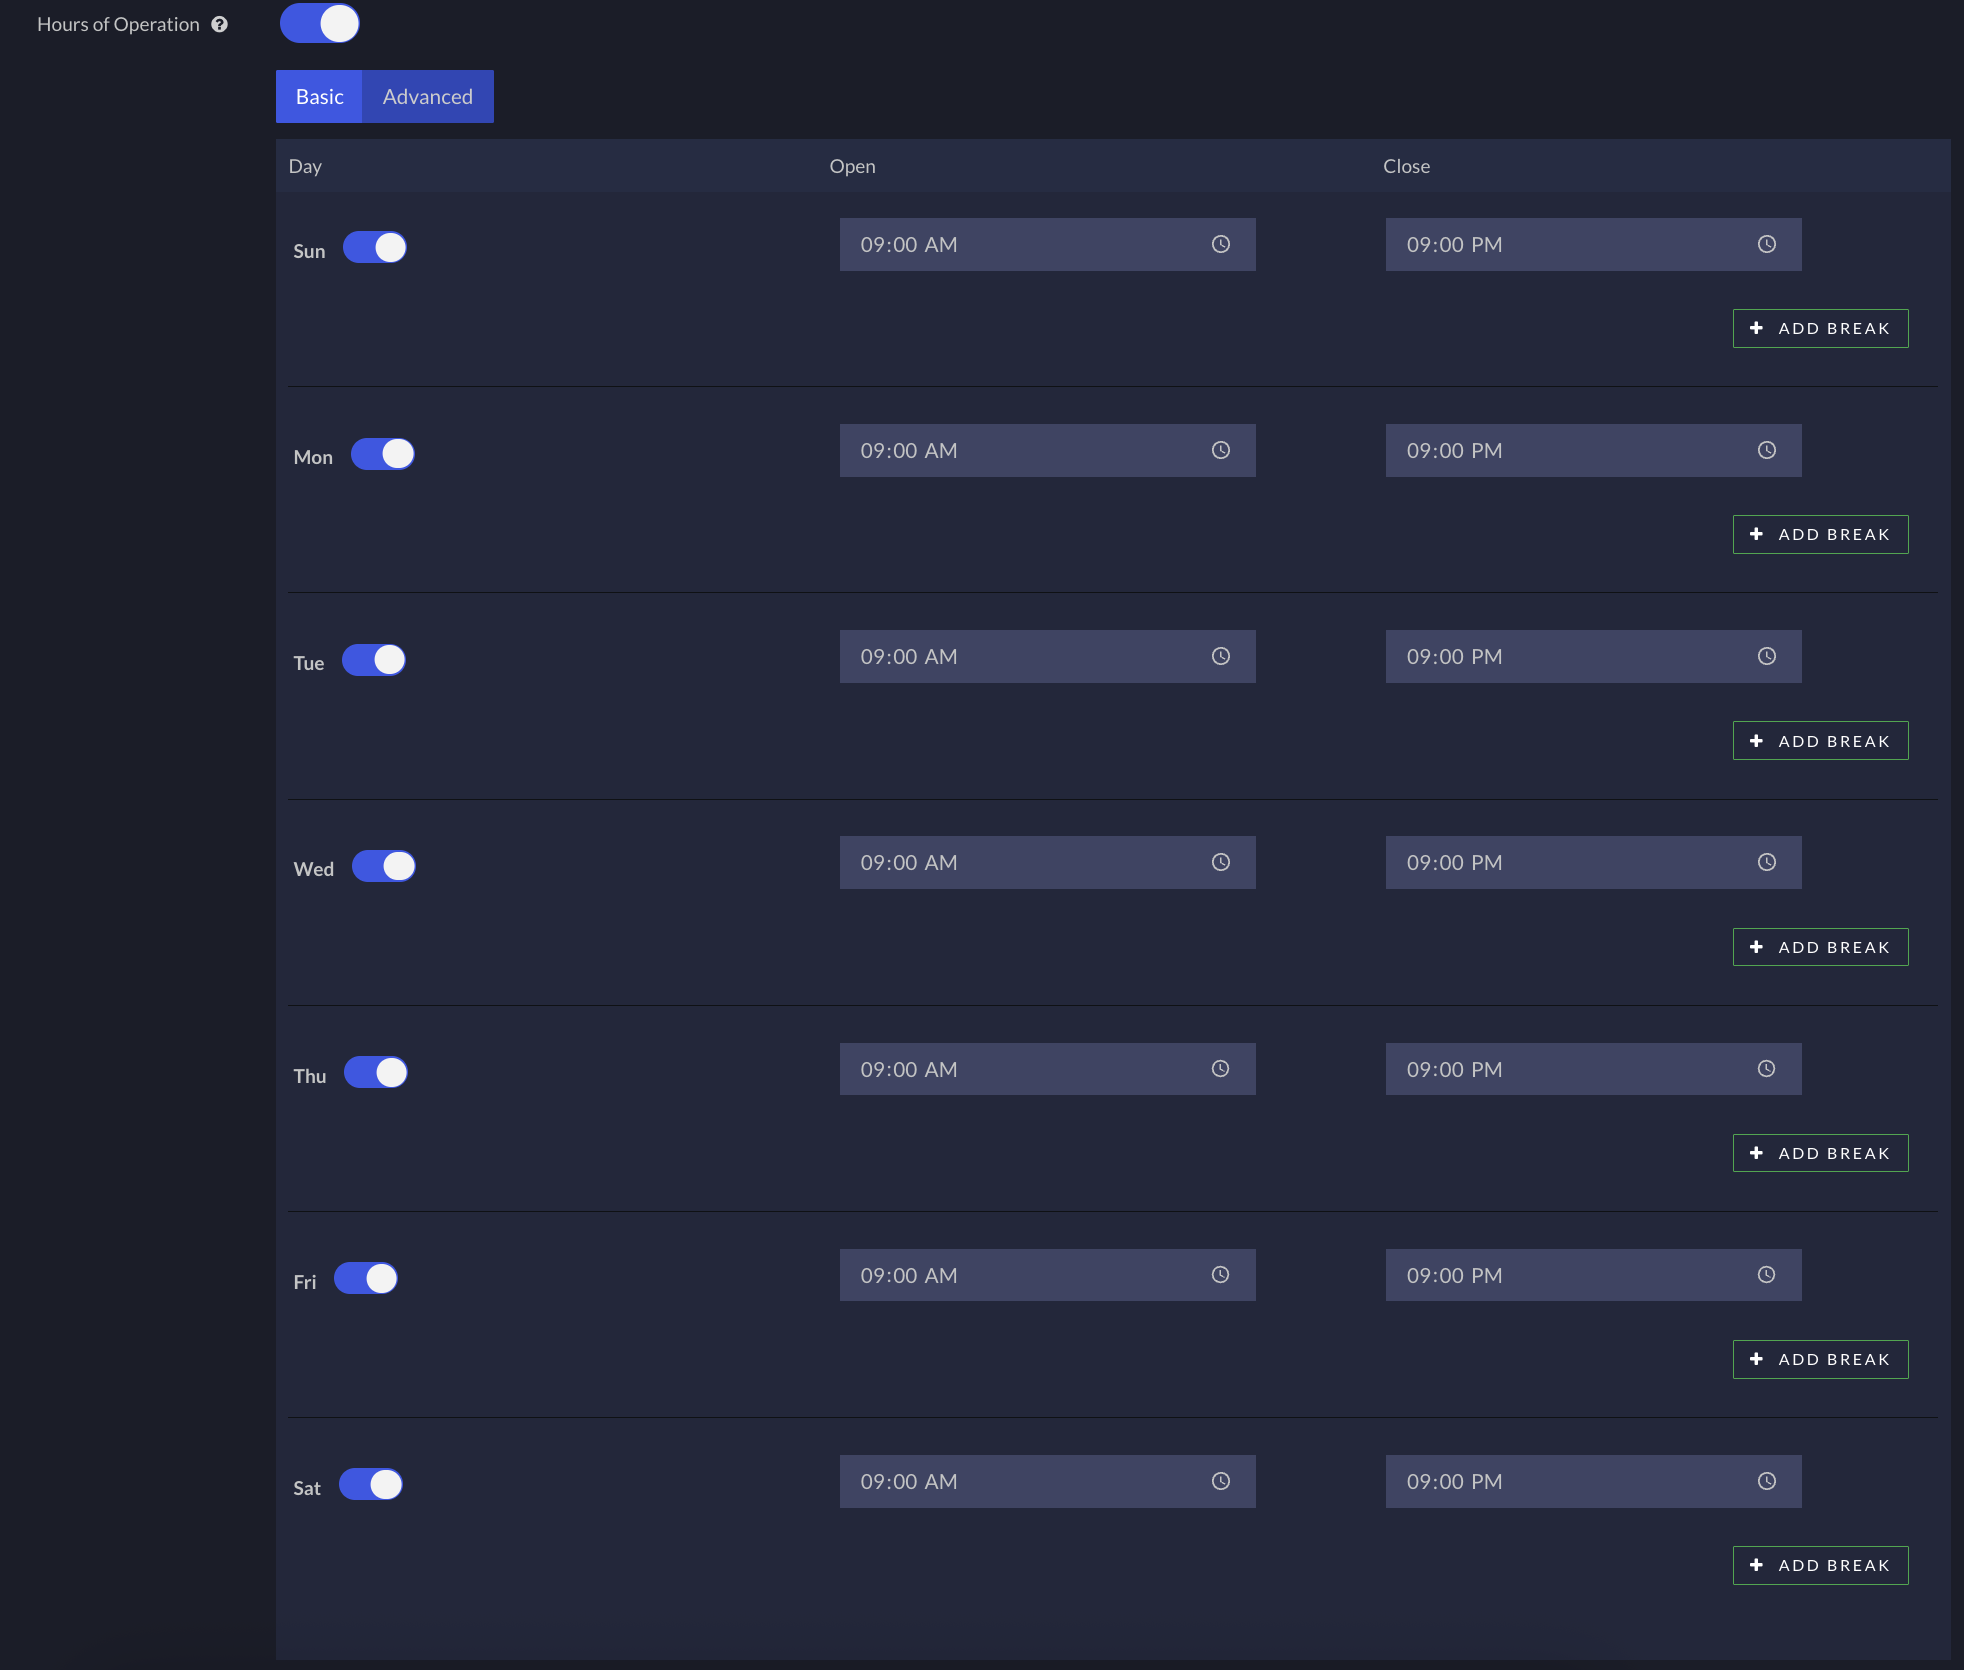 Hours of Operation
Basic Advanced
Day Open Close
Sun 09:00 AM 09:00 PM
ADD BREAK
Mon 09:00 AM 09:00 PM
ADD BREAK
Tue 09:00 AM 09:00 PM
ADD BREAK
Wed 09:00 AM 09:00 PM
ADD BREAK
Thu 09:00 AM 09:00 PM
ADD BREAK
Fri 09:00 AM 09:00 PM
ADD BREAK
Sat 09:00 AM 09:00 PM
ADD BREAK